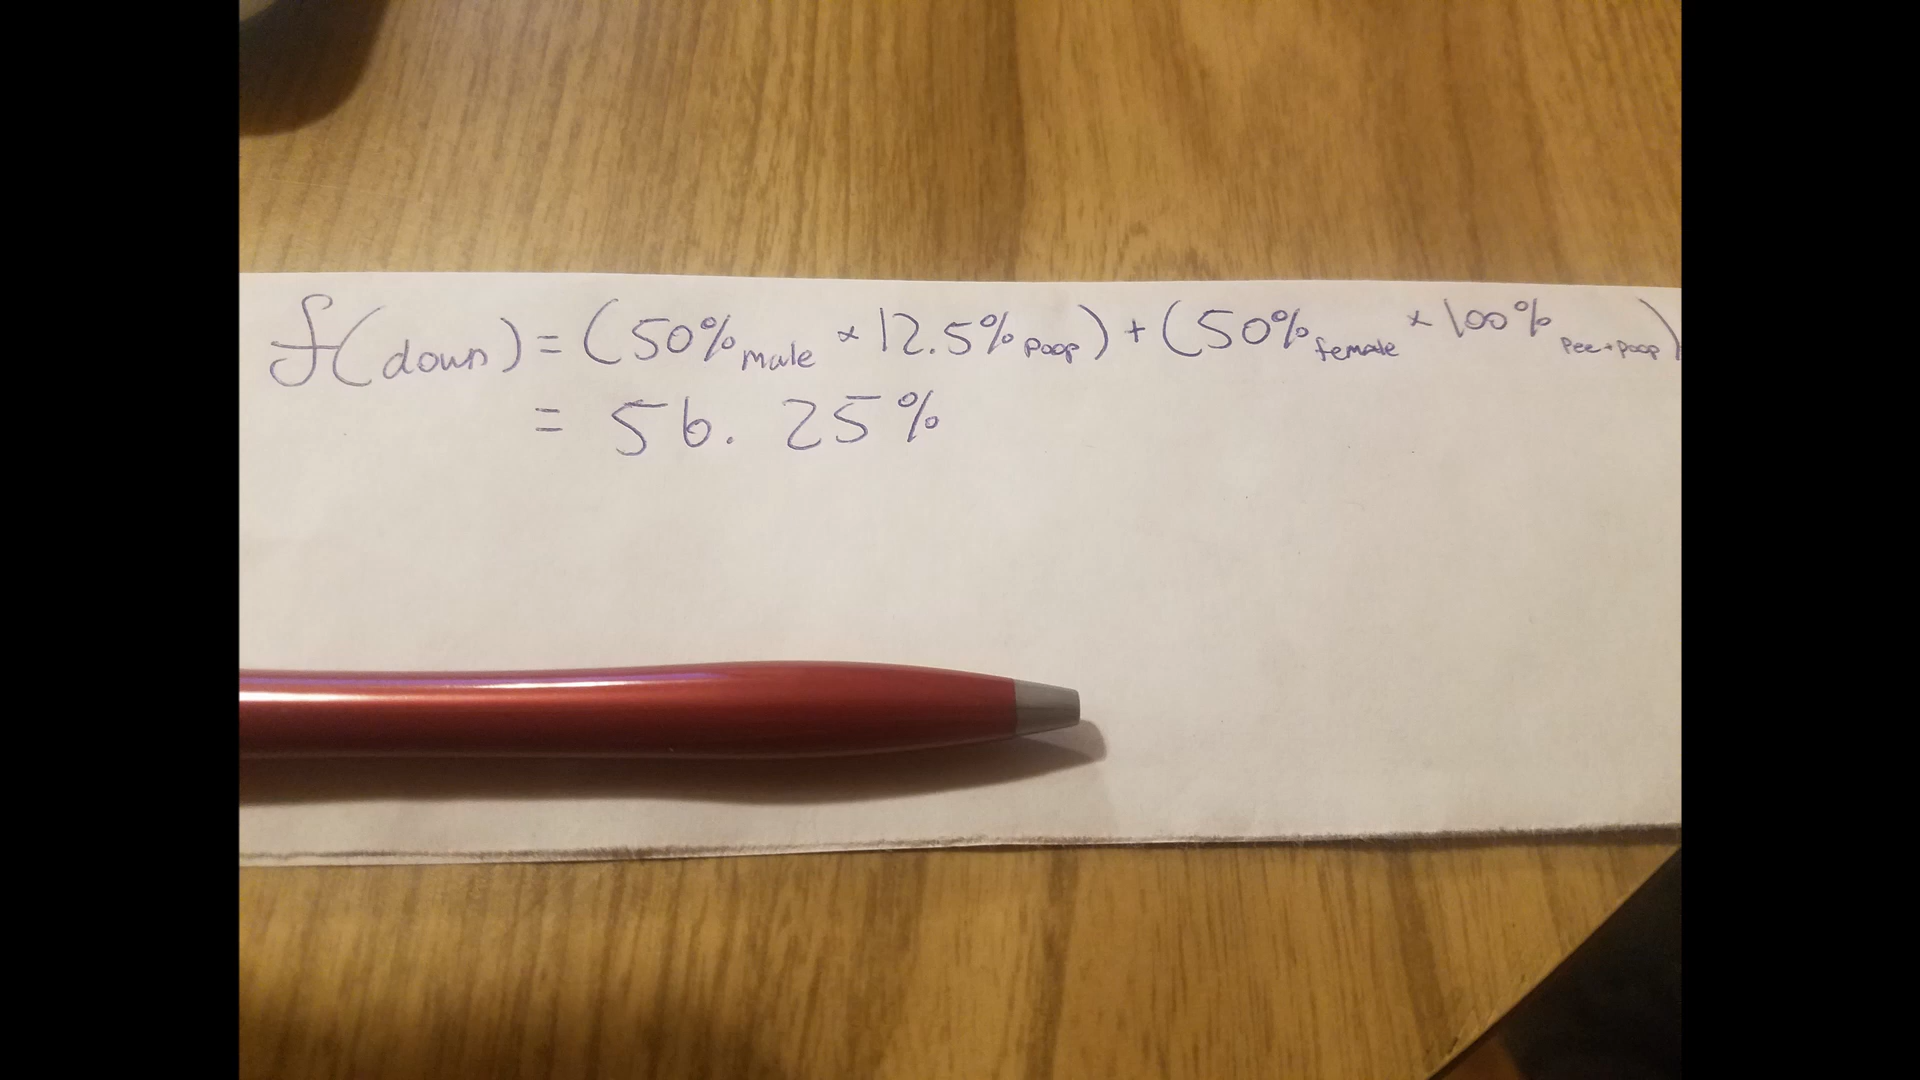 f(down) = (50% male × 12.5% poop) + (50% female × 100% pee + poop)
= 56.25%